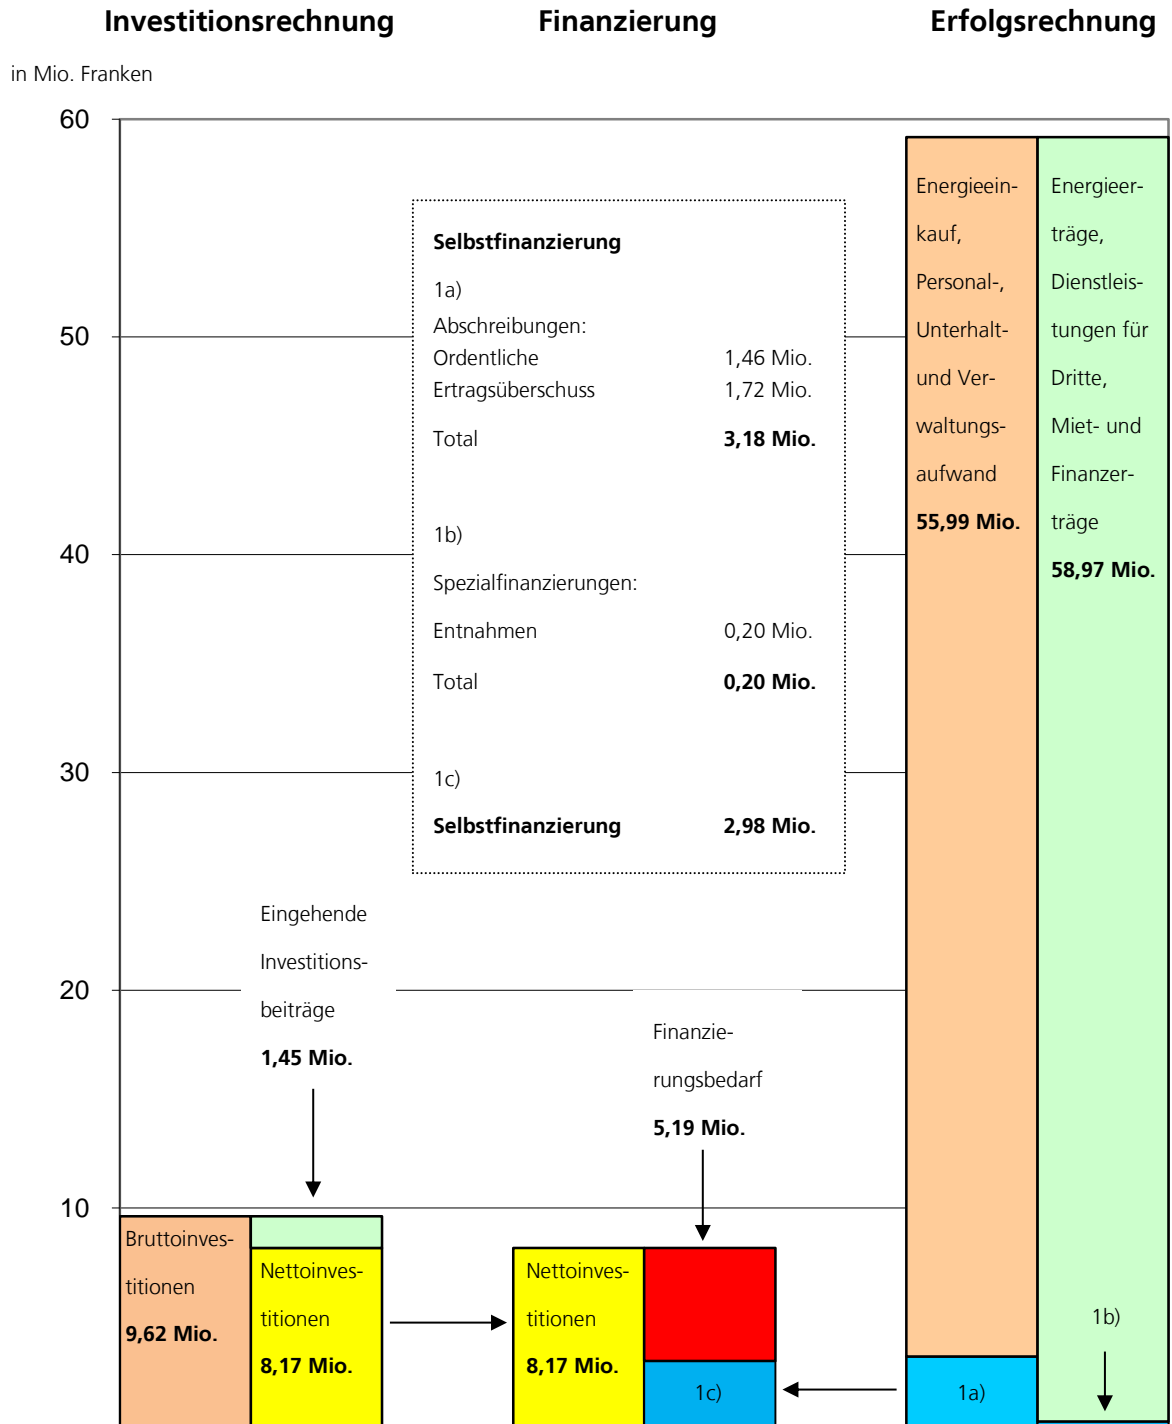 Investitionsrechnung Finanzierung Erfolgsrechnung
in Mio. Franken
60
50
40
30
20
10
Selbstfinanzierung
1a)
Abschreibungen:
Ordentliche 1,46 Mio.
Ertragsüberschuss 1,72 Mio.
Total 3,18 Mio.
1b)
Spezialfinanzierungen:
Entnahmen 0,20 Mio.
Total 0,20 Mio.
1c)
Selbstfinanzierung 2,98 Mio.
Energieein-
kauf,
Personal-,
Unterhalt-
und Ver-
waltungs-
aufwand
55,99 Mio.
Energieer-
träge,
Dienstleis-
tungen für
Dritte,
Miet- und
Finanzer-
träge
58,97 Mio.
Eingehende
Investitions-
beiträge
1,45 Mio.
Finanzie-
rungsbedarf
5,19 Mio.
Bruttoinves-
titionen
9,62 Mio.
Nettoinves-
titionen
8,17 Mio.
Nettoinves-
titionen
8,17 Mio.
1c)
1a)
1b)